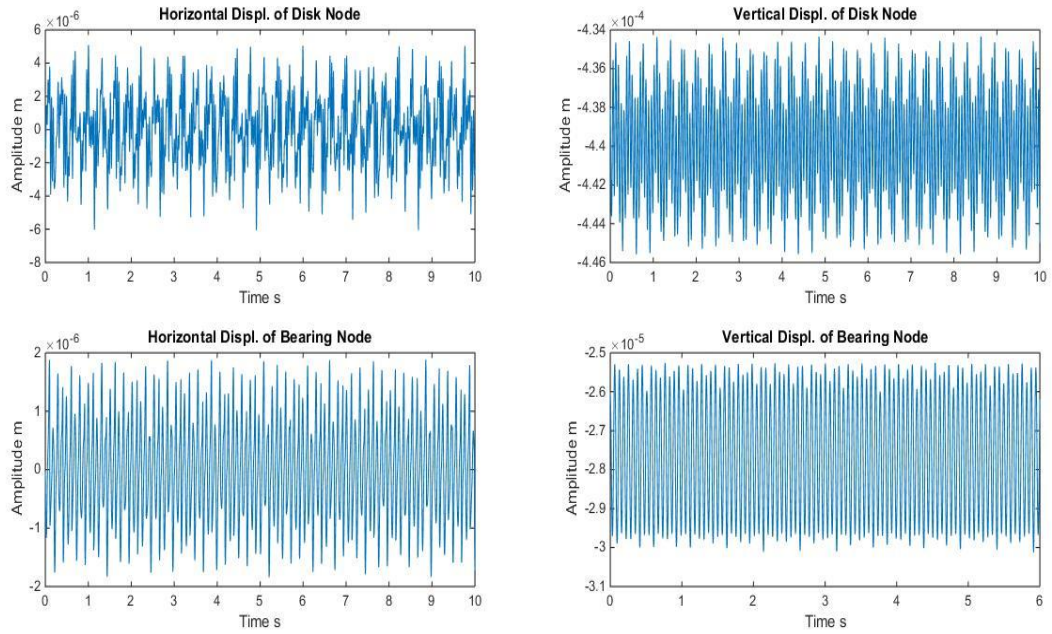 Horizontal Displ. of Disk Node
×10^-6
6
4
2
0
-2
-4
-6
-8
Amplitude m
0 1 2 3 4 5 6 7 8 9 10
Time s
Vertical Displ. of Disk Node
×10^-4
-4.34
-4.36
-4.38
-4.4
-4.42
-4.44
-4.46
Amplitude m
0 1 2 3 4 5 6 7 8 9 10
Time s
Horizontal Displ. of Bearing Node
×10^-6
2
1
0
-1
-2
Amplitude m
0 1 2 3 4 5 6 7 8 9 10
Time s
Vertical Displ. of Bearing Node
×10^-5
-2.5
-2.6
-2.7
-2.8
-2.9
-3
-3.1
Amplitude m
0 1 2 3 4 5 6
Time s